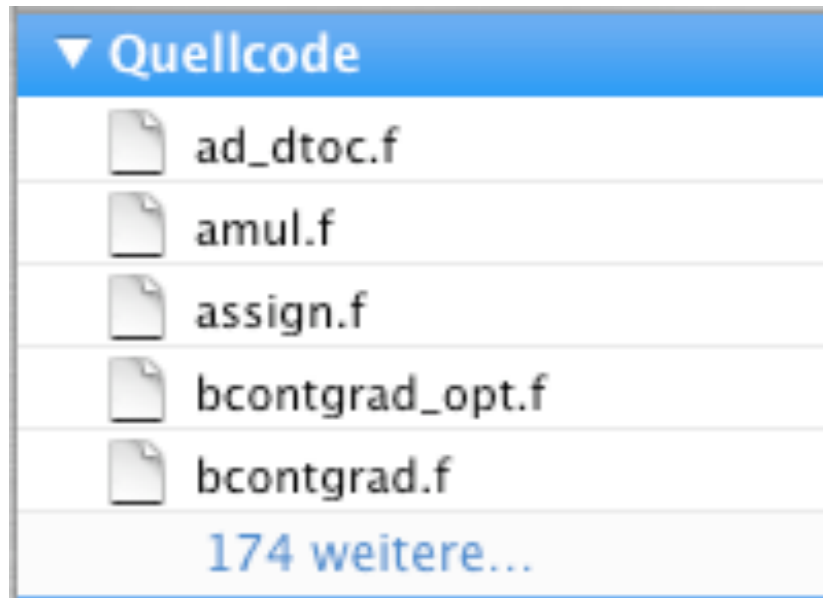 Quellcode
ad_dtoc.f
amul.f
assign.f
bcontgrad_opt.f
bcontgrad.f
174 weitere...